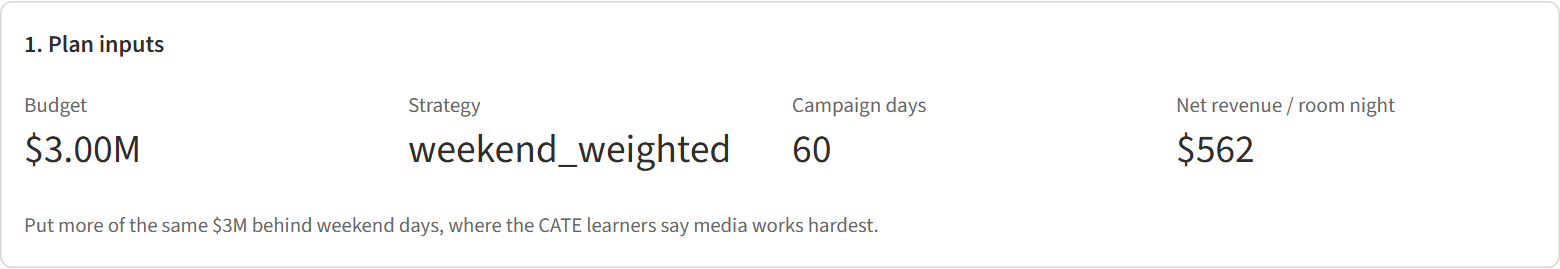 1. Plan inputs
Budget Strategy Campaign days Net revenue / room night
$3.00M weekend_weighted 60 $562
Put more of the same $3M behind weekend days, where the CATE learners say media works hardest.